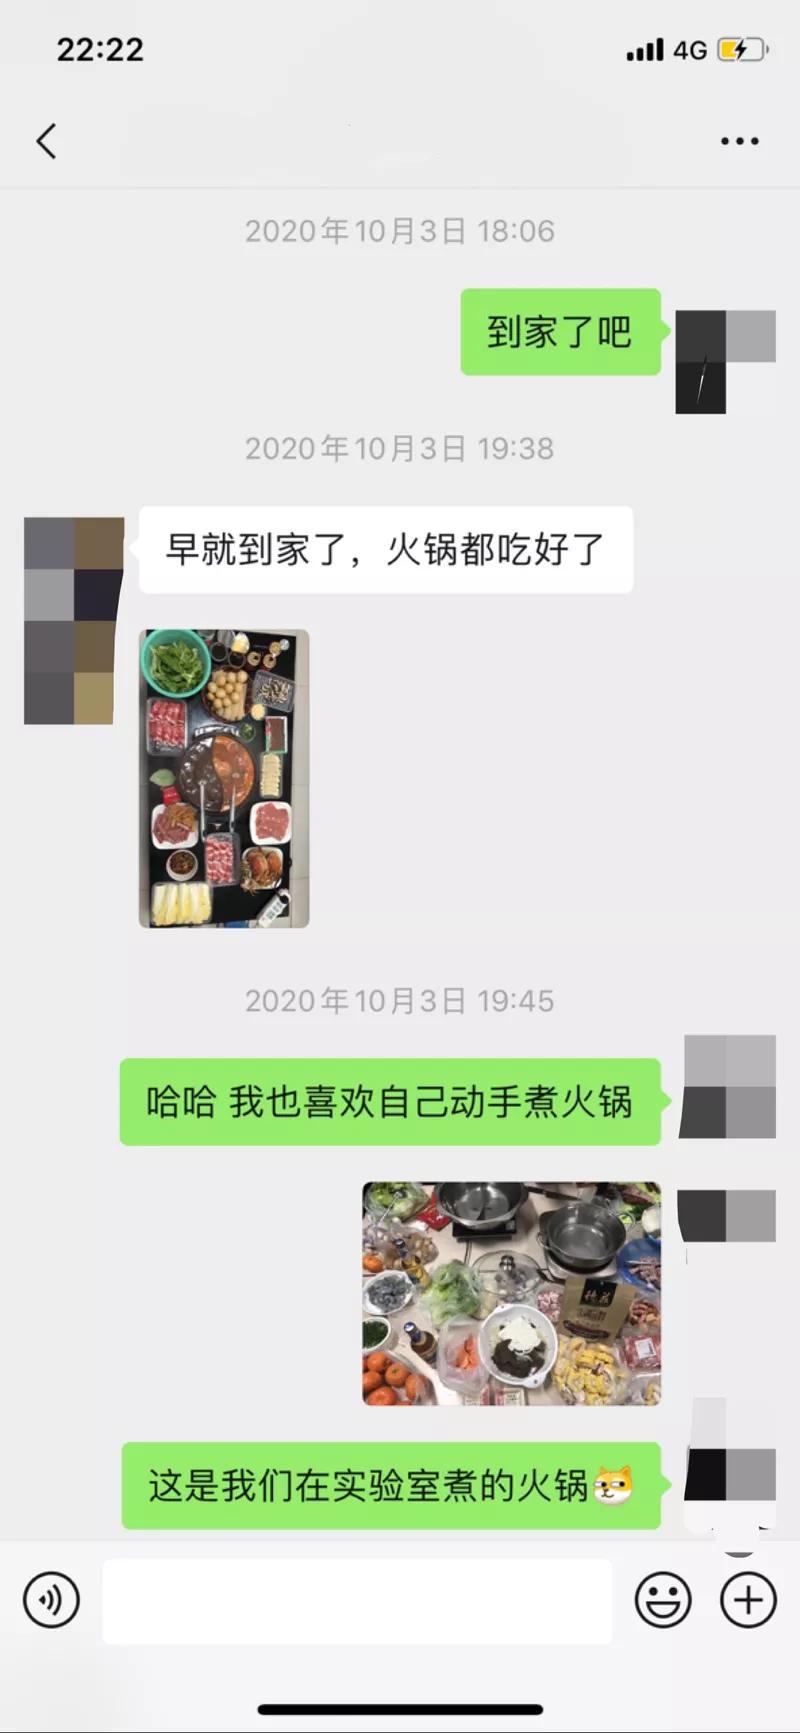 22:22
4G
2020年10月3日 18:06
到家了吧
2020年10月3日 19:38
早就到家了，火锅都吃好了
2020年10月3日 19:45
哈哈 我也喜欢自己动手煮火锅
这是我们在实验室煮的火锅